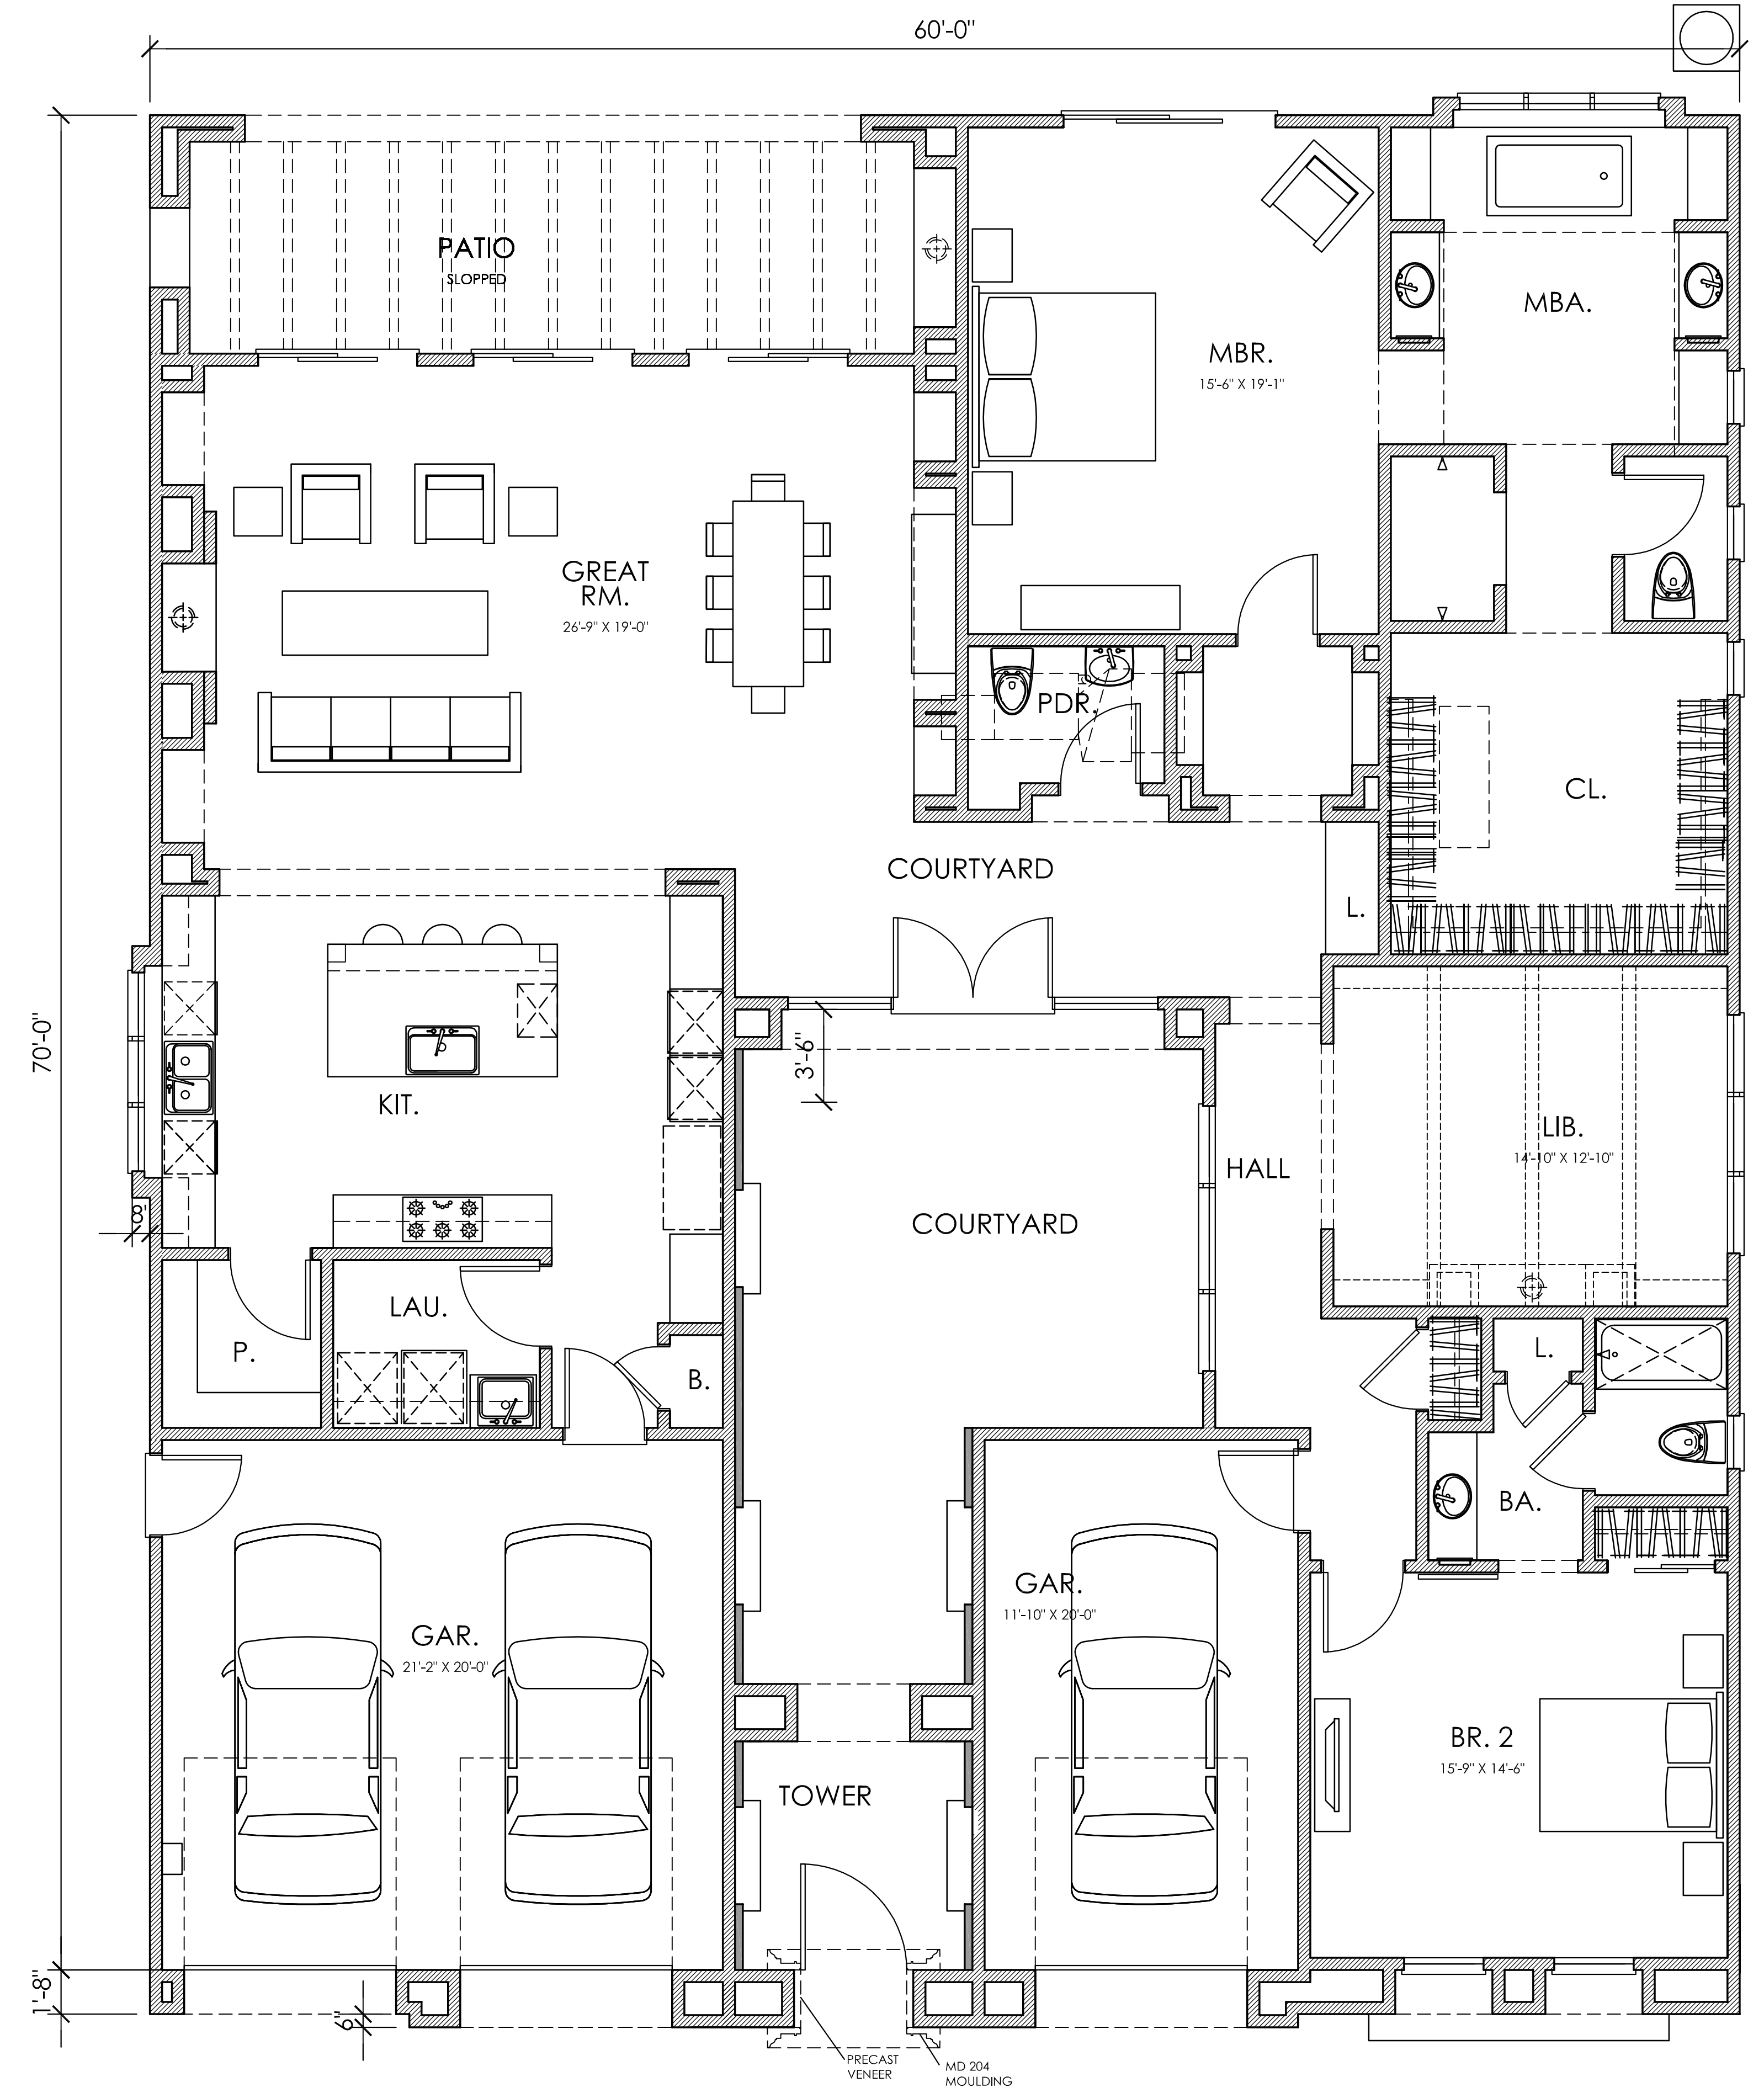 60'-0"
PATIO
SLOPPED
MBA.
MBR.
15'-6" X 19'-1"
GREAT
RM.
26'-9" X 19'-0"
PDR.
CL.
COURTYARD
L.
70'-0"
3'-6"
KIT.
LIB.
14'-10" X 12'-10"
HALL
COURTYARD
8"
LAU.
P.
B.
L.
BA.
GAR.
11'-10" X 20'-0"
GAR.
21'-2" X 20'-0"
BR. 2
15'-9" X 14'-6"
TOWER
1'-8"
6"
PRECAST
VENEER
MD 204
MOULDING